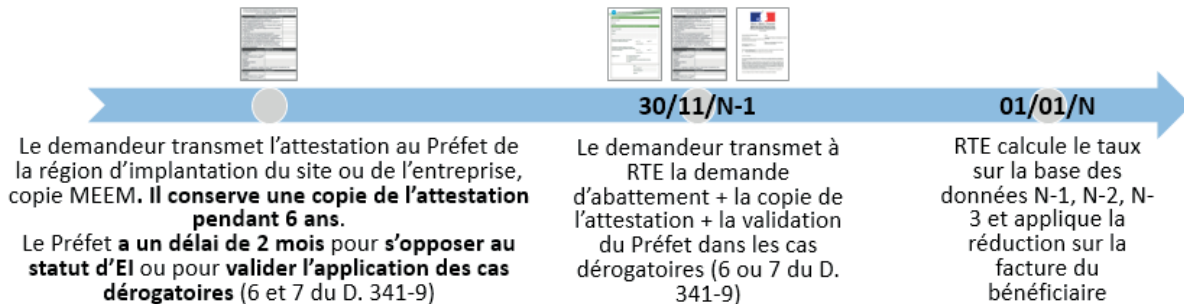 30/11/N-1
01/01/N
Le demandeur transmet l’attestation au Préfet de
la région d’implantation du site ou de l’entreprise,
copie MEEM. Il conserve une copie de l’attestation
pendant 6 ans.
Le Préfet a un délai de 2 mois pour s’opposer au
statut d’EI ou pour valider l’application des cas
dérogatoires (6 et 7 du D. 341-9)
Le demandeur transmet à
RTE la demande
d’abattement + la copie de
l’attestation + la validation
du Préfet dans les cas
dérogatoires (6 ou 7 du D.
341-9)
RTE calcule le taux
sur la base des
données N-1, N-2, N-
3 et applique la
réduction sur la
facture du
bénéficiaire